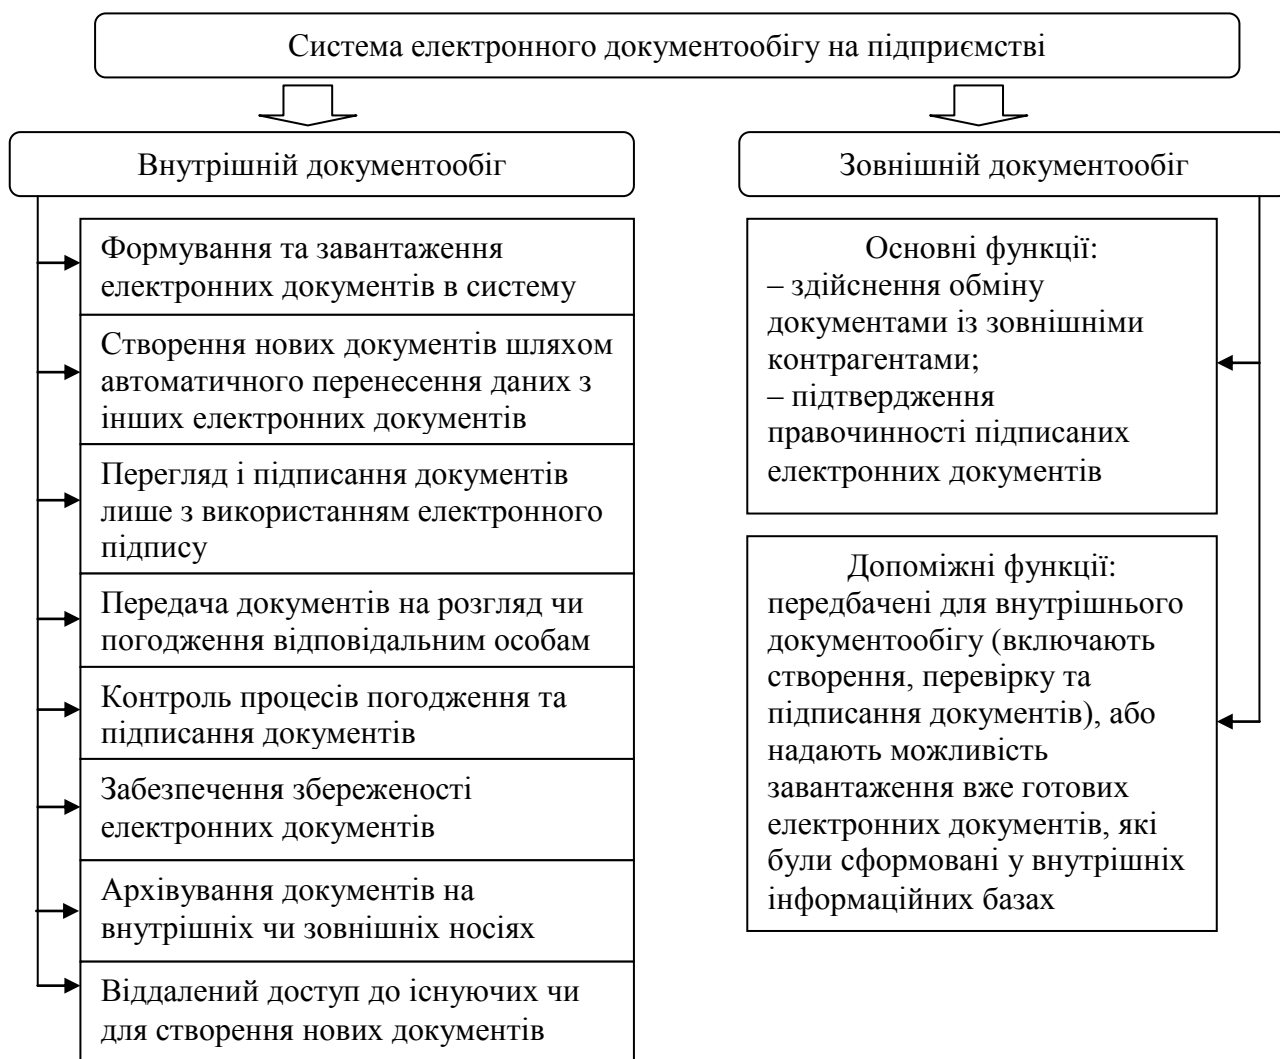 Система електронного документообігу на підприємстві
Внутрішній документообіг
Формування та завантаження
електронних документів в систему
Створення нових документів шляхом
автоматичного перенесення даних з
інших електронних документів
Перегляд і підписання документів
лише з використанням електронного
підпису
Передача документів на розгляд чи
погодження відповідальним особам
Контроль процесів погодження та
підписання документів
Забезпечення збереженості
електронних документів
Архівування документів на
внутрішніх чи зовнішніх носіях
Віддалений доступ до існуючих чи
для створення нових документів
Зовнішній документообіг
Основні функції:
– здійснення обміну
документами із зовнішніми
контрагентами;
– підтвердження
правочинності підписаних
електронних документів
Допоміжні функції:
передбачені для внутрішнього
документообігу (включають
створення, перевірку та
підписання документів), або
надають можливість
завантаження вже готових
електронних документів, які
були сформовані у внутрішніх
інформаційних базах